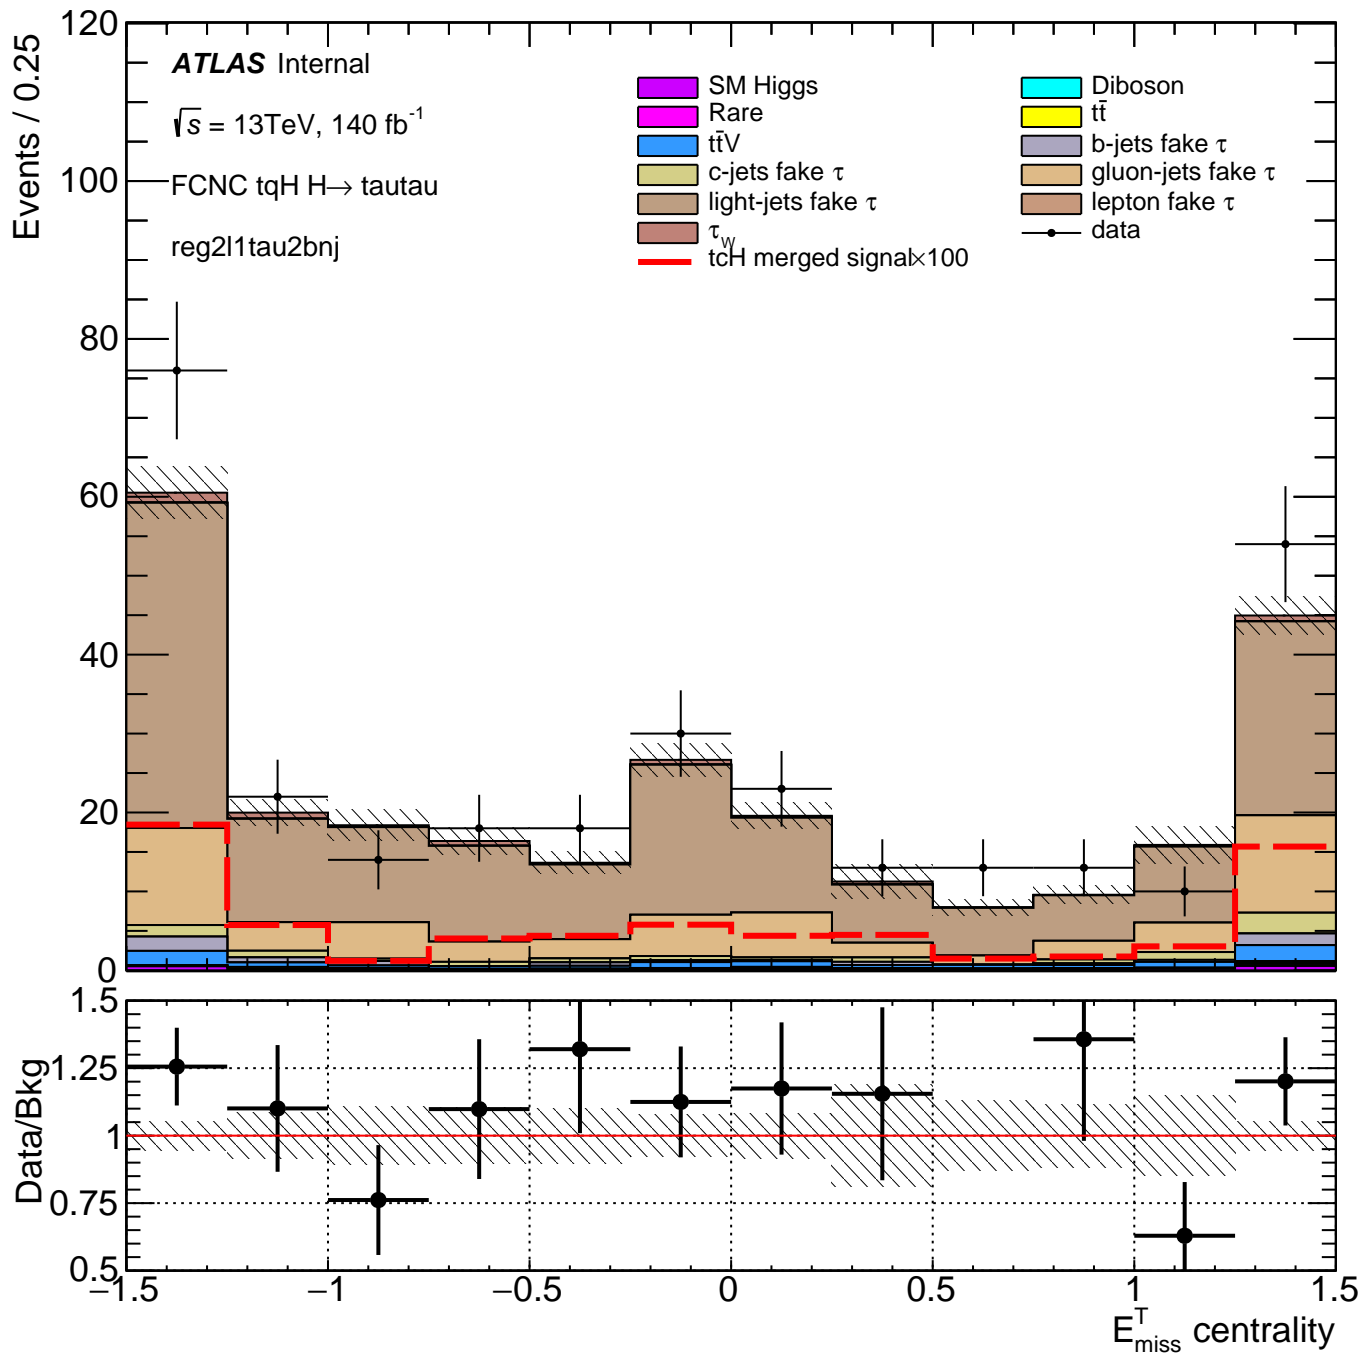 Events / 0.25
120
100
80
60
40
20
0
ATLAS Internal
√s = 13TeV, 140 fb⁻¹
FCNC tqH H→ tautau
reg2l1tau2bnj
SM Higgs
Rare
tt̄V
c-jets fake τ
light-jets fake τ
τ_W
tcH merged signal×100
Diboson
tt̄
b-jets fake τ
gluon-jets fake τ
lepton fake τ
data
Data/Bkg
1.5
1.25
1
0.75
0.5
−1.5 −1 −0.5 0 0.5 1 1.5
E^T_miss centrality